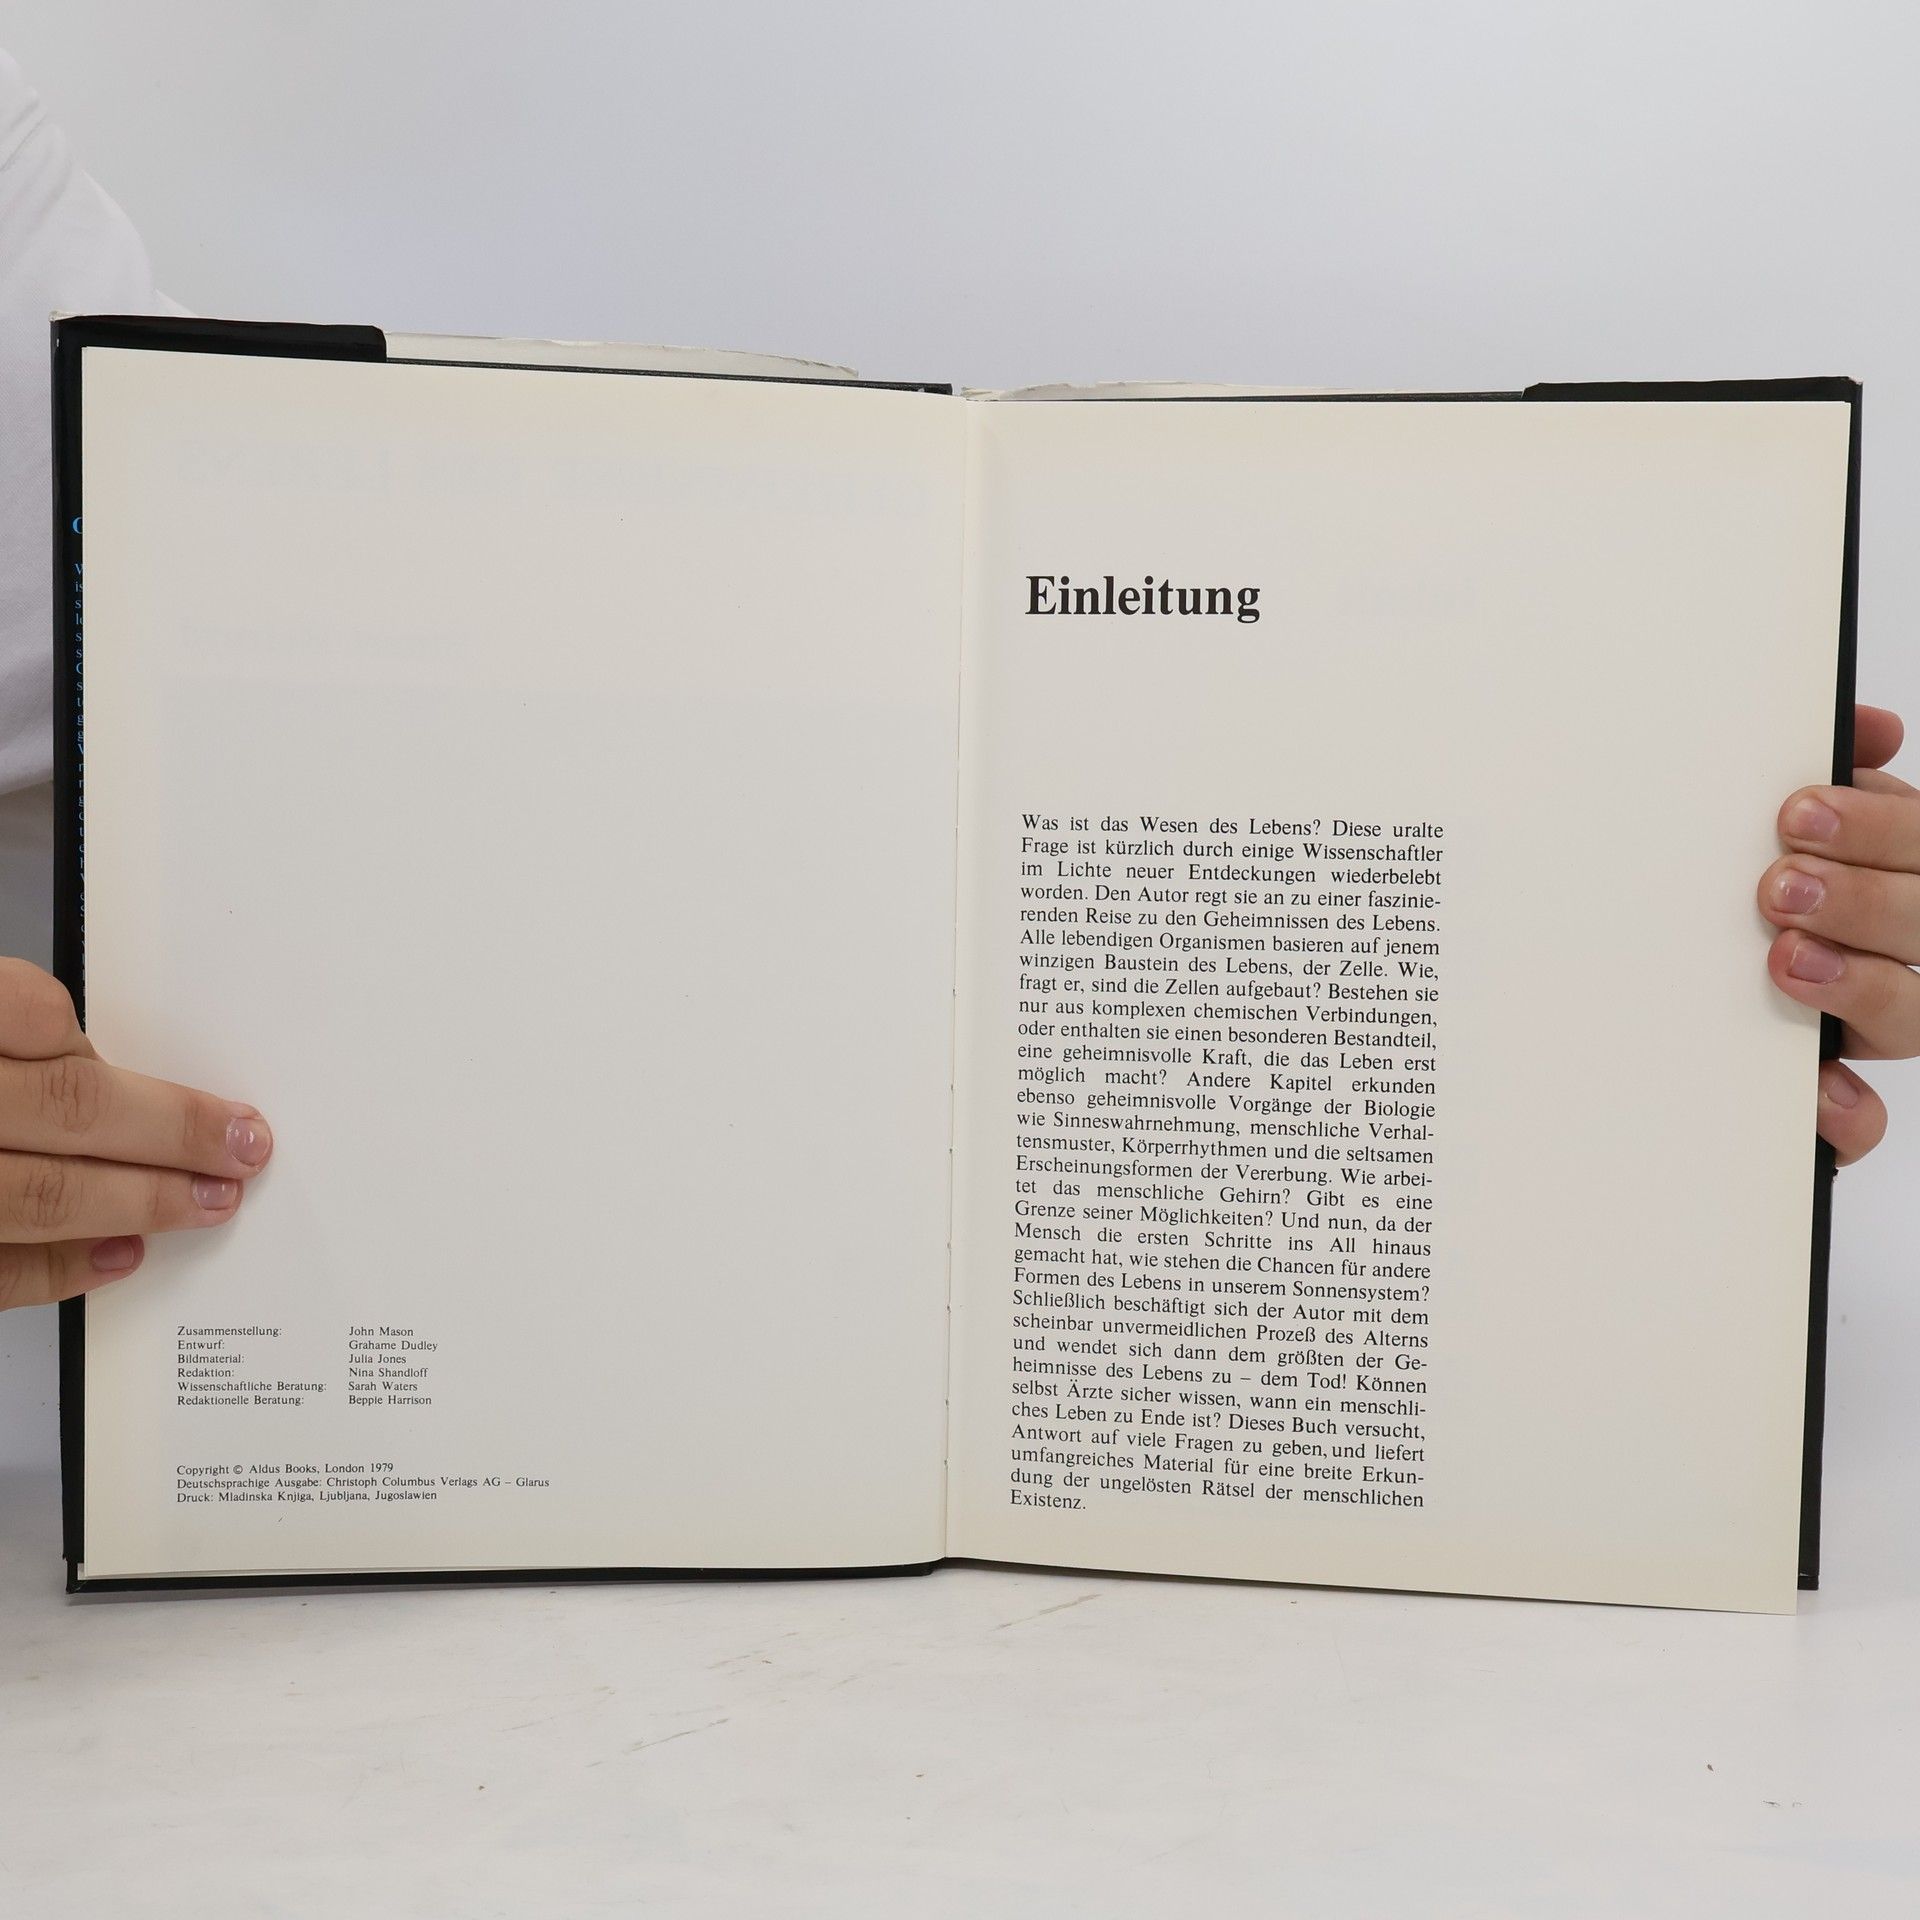 Zusammenstellung: John Mason
Entwurf: Grahame Dudley
Bildmaterial: Julia Jones
Redaktion: Nina Shandloff
Wissenschaftliche Beratung: Sarah Waters
Redaktionelle Beratung: Beppie Harrison
Copyright © Aldus Books, London 1979
Deutschsprachige Ausgabe: Christoph Columbus Verlags AG – Glarus
Druck: Mladinska Knjiga, Ljubljana, Jugoslawien
Einleitung
Was ist das Wesen des Lebens? Diese uralte
Frage ist kürzlich durch einige Wissenschaftler
im Lichte neuer Entdeckungen wiederbelebt
worden. Den Autor regt sie an zu einer faszinie-
renden Reise zu den Geheimnissen des Lebens.
Alle lebendigen Organismen basieren auf jenem
winzigen Baustein des Lebens, der Zelle. Wie,
fragt er, sind die Zellen aufgebaut? Bestehen sie
nur aus komplexen chemischen Verbindungen,
oder enthalten sie einen besonderen Bestandteil,
eine geheimnisvolle Kraft, die das Leben erst
möglich macht? Andere Kapitel erkunden
ebenso geheimnisvolle Vorgänge der Biologie
wie Sinneswahrnehmung, menschliche Verhal-
tensmuster, Körperrhythmen und die seltsamen
Erscheinungsformen der Vererbung. Wie arbei-
tet das menschliche Gehirn? Gibt es eine
Grenze seiner Möglichkeiten? Und nun, da der
Mensch die ersten Schritte ins All hinaus
gemacht hat, wie stehen die Chancen für andere
Formen des Lebens in unserem Sonnensystem?
Schließlich beschäftigt sich der Autor mit dem
scheinbar unvermeidlichen Prozeß des Alterns
und wendet sich dann dem größten der Ge-
heimnisse des Lebens zu – dem Tod! Können
selbst Ärzte sicher wissen, wann ein menschli-
ches Leben zu Ende ist? Dieses Buch versucht,
Antwort auf viele Fragen zu geben, und liefert
umfangreiches Material für eine breite Erkun-
dung der ungelösten Rätsel der menschlichen
Existenz.